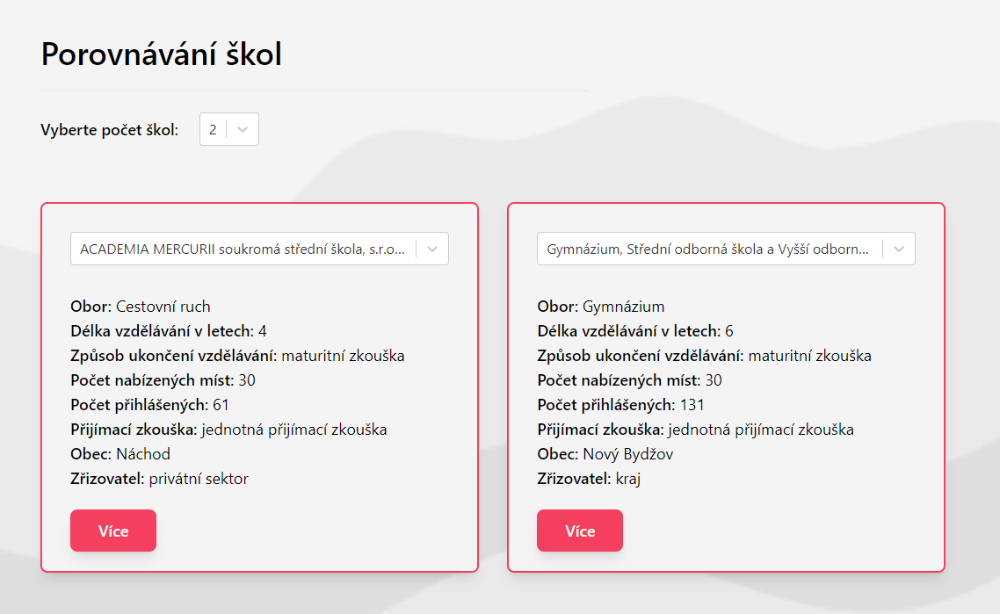 Porovnávání škol
Vyberte počet škol: 2
ACADEMIA MERCURII soukromá střední škola, s.r.o...
Obor: Cestovní ruch
Délka vzdělávání v letech: 4
Způsob ukončení vzdělávání: maturitní zkouška
Počet nabízených míst: 30
Počet přihlášených: 61
Přijímací zkouška: jednotná přijímací zkouška
Obec: Náchod
Zřizovatel: privátní sektor
Více
Gymnázium, Střední odborná škola a Vyšší odborn...
Obor: Gymnázium
Délka vzdělávání v letech: 6
Způsob ukončení vzdělávání: maturitní zkouška
Počet nabízených míst: 30
Počet přihlášených: 131
Přijímací zkouška: jednotná přijímací zkouška
Obec: Nový Bydžov
Zřizovatel: kraj
Více